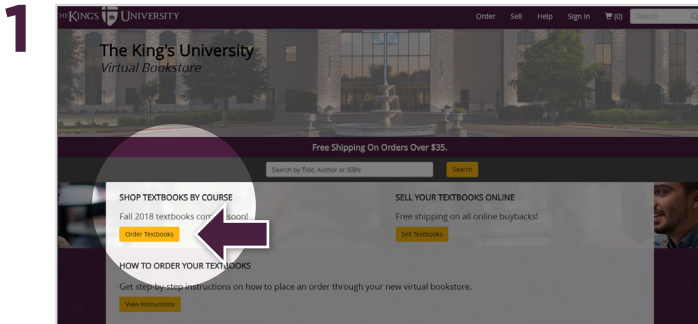 1
THE KING'S UNIVERSITY
Order Sell Help Sign In (0) Search
The King's University
Virtual Bookstore
Free Shipping On Orders Over $35.
Search by Title, Author or ISBN Search
SHOP TEXTBOOKS BY COURSE
Fall 2018 textbooks coming soon!
Order Textbooks
SELL YOUR TEXTBOOKS ONLINE
Free shipping on all online buybacks!
Sell Textbooks
HOW TO ORDER YOUR TEXTBOOKS
Get step-by-step instructions on how to place an order through your new virtual bookstore.
View Instructions